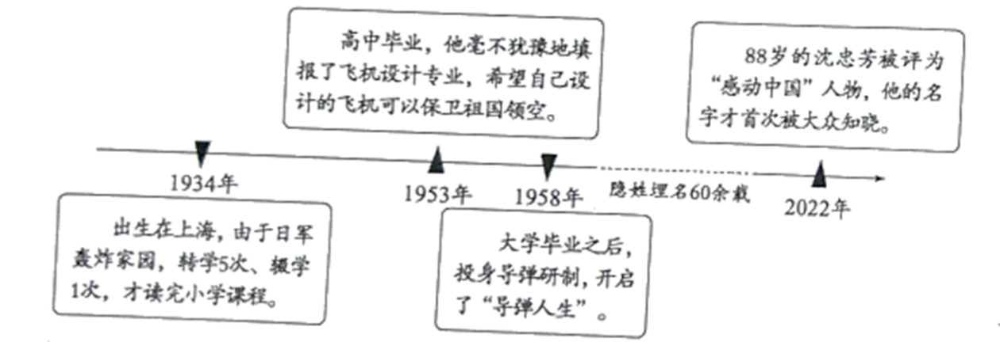 高中毕业，他毫不犹豫地填
报了飞机设计专业，希望自己设
计的飞机可以保卫祖国领空。
88岁的沈忠芳被评为
“感动中国”人物，他的名
字才首次被大众知晓。
1934年
1953年
1958年
隐姓埋名60余载
2022年
出生在上海，由于日军
轰炸家园，转学5次、辍学
1次，才读完小学课程。
大学毕业之后，
投身导弹研制，开启
了“导弹人生”。